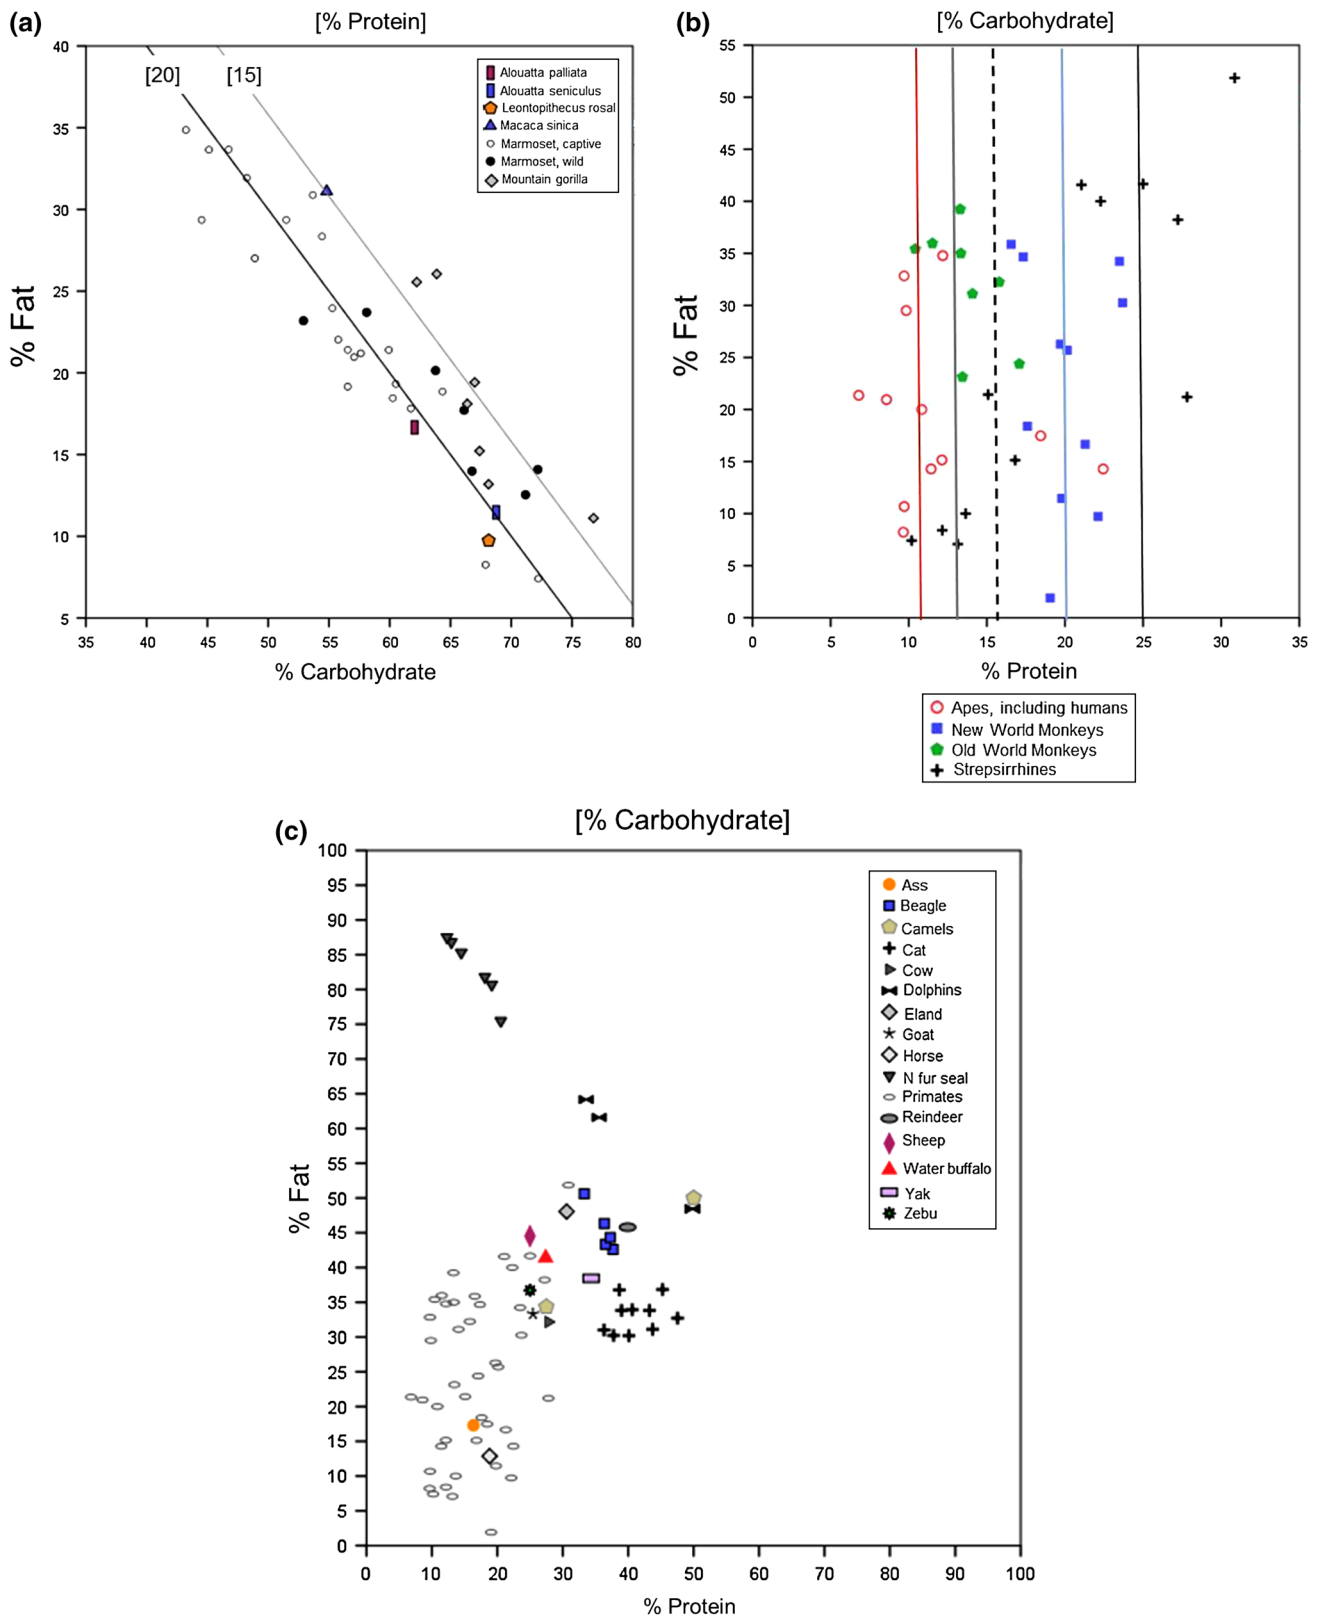 (a)
[% Protein]
40
35
30
25
20
15
10
5
% Fat
[20]
[15]
Alouatta palliata
Alouatta seniculus
Leontopithecus rosal
Macaca sinica
Marmoset, captive
Marmoset, wild
Mountain gorilla
35 40 45 50 55 60 65 70 75 80
% Carbohydrate
(b)
[% Carbohydrate]
55
50
45
40
35
30
25
20
15
10
5
0
% Fat
0 5 10 15 20 25 30 35
% Protein
Apes, including humans
New World Monkeys
Old World Monkeys
Strepsirrhines
(c)
[% Carbohydrate]
100
95
90
85
80
75
70
65
60
55
50
45
40
35
30
25
20
15
10
5
0
% Fat
Ass
Beagle
Camels
Cat
Cow
Dolphins
Eland
Goat
Horse
N fur seal
Primates
Reindeer
Sheep
Water buffalo
Yak
Zebu
0 10 20 30 40 50 60 70 80 90 100
% Protein